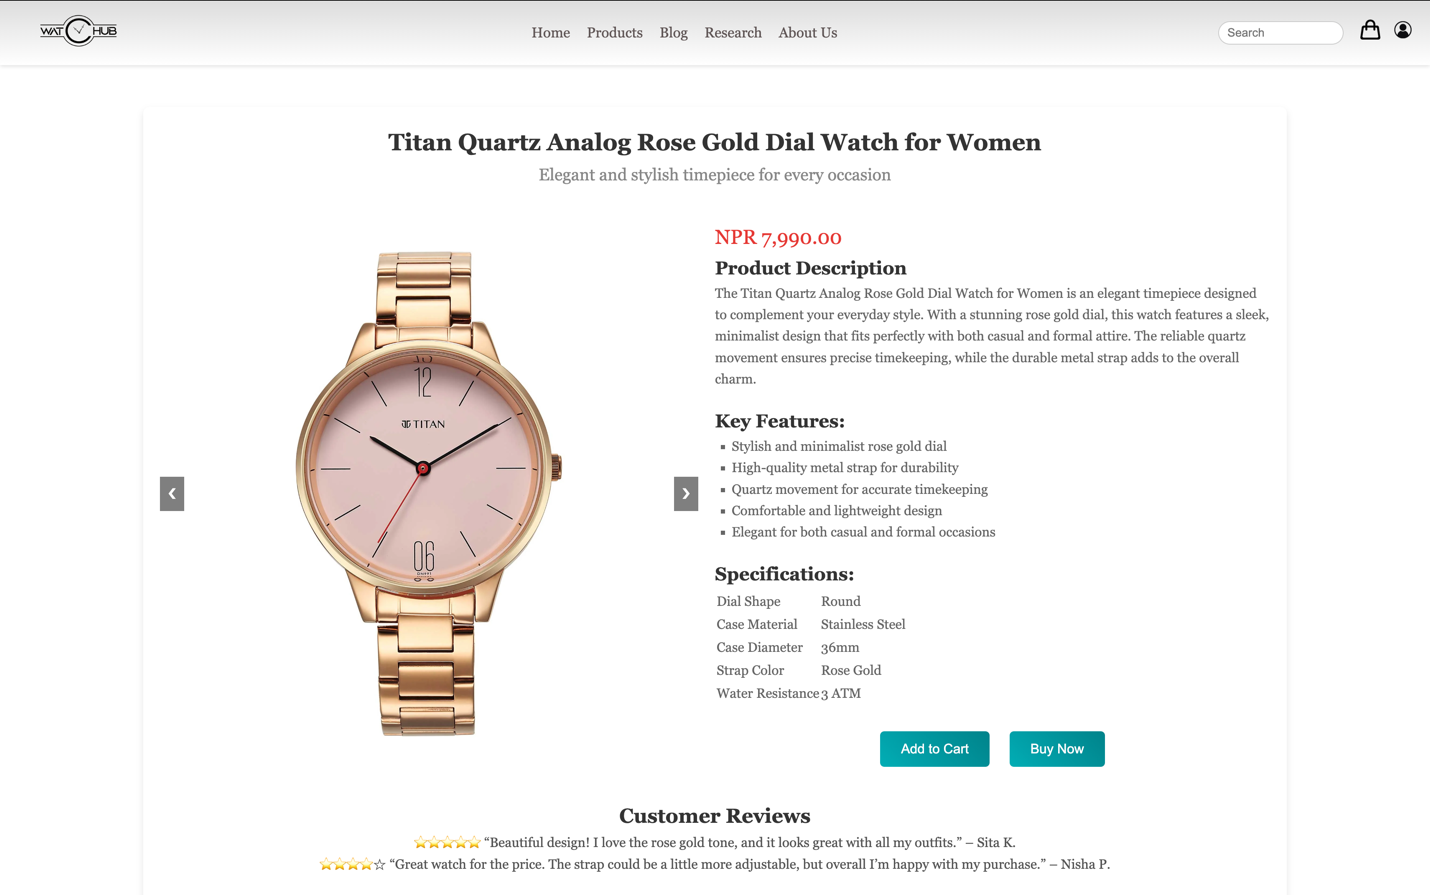 WATCHUB
Home Products Blog Research About Us
Search
Titan Quartz Analog Rose Gold Dial Watch for Women
Elegant and stylish timepiece for every occasion
NPR 7,990.00
Product Description
The Titan Quartz Analog Rose Gold Dial Watch for Women is an elegant timepiece designed
to complement your everyday style. With a stunning rose gold dial, this watch features a sleek,
minimalist design that fits perfectly with both casual and formal attire. The reliable quartz
movement ensures precise timekeeping, while the durable metal strap adds to the overall
charm.
12
TITAN
06
Key Features:
▪ Stylish and minimalist rose gold dial
▪ High-quality metal strap for durability
▪ Quartz movement for accurate timekeeping
▪ Comfortable and lightweight design
▪ Elegant for both casual and formal occasions
Specifications:
Dial Shape Round
Case Material Stainless Steel
Case Diameter 36mm
Strap Color Rose Gold
Water Resistance 3 ATM
Add to Cart Buy Now
Customer Reviews
⭐⭐⭐⭐⭐ “Beautiful design! I love the rose gold tone, and it looks great with all my outfits.” – Sita K.
⭐⭐⭐⭐☆ “Great watch for the price. The strap could be a little more adjustable, but overall I’m happy with my purchase.” – Nisha P.